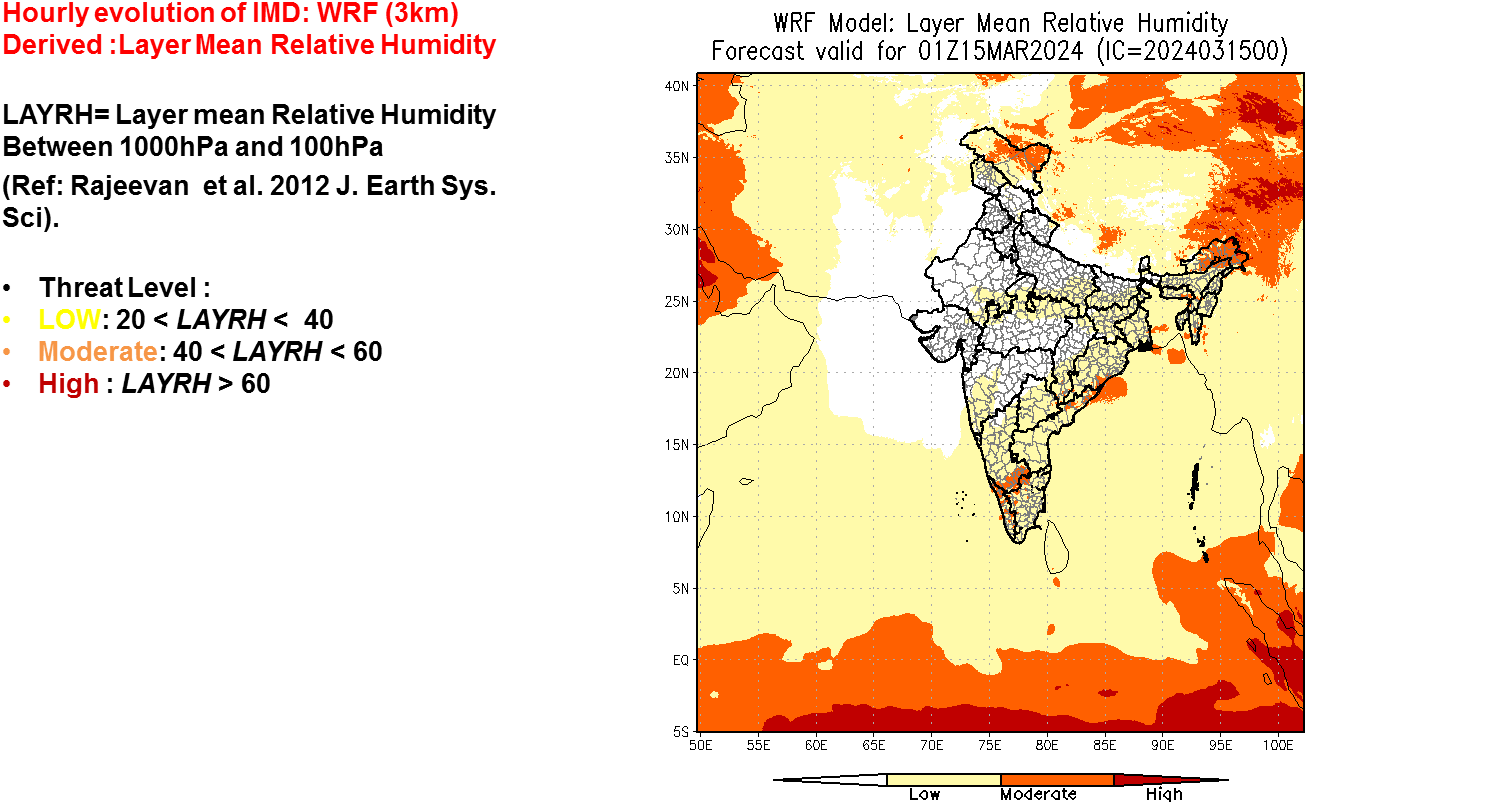 Hourly evolution of IMD: WRF (3km)
Derived :Layer Mean Relative Humidity
LAYRH= Layer mean Relative Humidity
Between 1000hPa and 100hPa
(Ref: Rajeevan et al. 2012 J. Earth Sys.
Sci).
• Threat Level :
• LOW: 20 < LAYRH < 40
• Moderate: 40 < LAYRH < 60
• High : LAYRH > 60
WRF Model: Layer Mean Relative Humidity
Forecast valid for 01Z15MAR2024 (IC=2024031500)
40N
35N
30N
25N
20N
15N
10N
5N
EQ
5S
50E 55E 60E 65E 70E 75E 80E 85E 90E 95E 100E
Low Moderate High